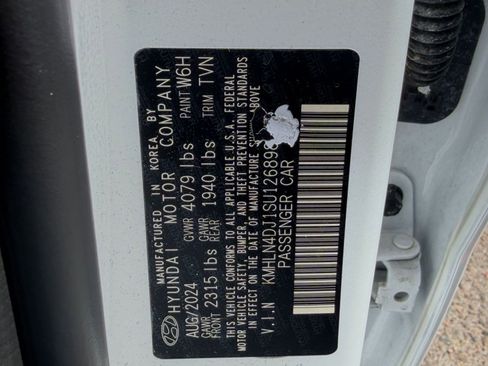 MANUFACTURED IN KOREA, BY
HYUNDAI MOTOR COMPANY
AUG/2024 GVWR 4079 lbs PAINT W6H
GAWR FRONT 2315 lbs GAWR REAR 1940 lbs TRIM TVN
THIS VEHICLE CONFORMS TO ALL APPLICABLE U.S.A. FEDERAL
MOTOR VEHICLE SAFETY, BUMPER, AND THEFT PREVENTION STANDARDS
IN EFFECT ON THE DATE OF MANUFACTURE ABOVE
V.I.N KMHLN4DJ1SU126898
PASSENGER CAR